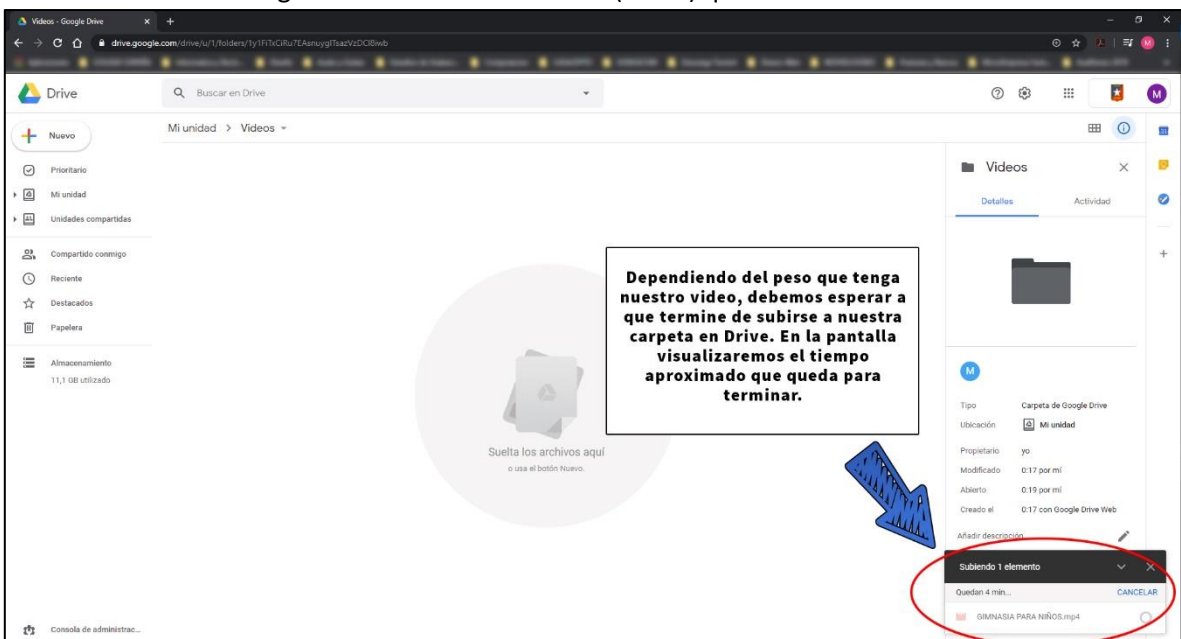 Videos - Google Drive
drive.google.com/drive/u/1/folders/1y1FiTxCiRu7EAsnuyglTsazVzDCl8iwb
Drive
Buscar en Drive
M
Nuevo
Mi unidad > Videos
Prioritario
Mi unidad
Unidades compartidas
Compartido conmigo
Reciente
Destacados
Papelera
Almacenamiento
11,1 GB utilizado
Consola de administrac...
Suelta los archivos aquí
o usa el botón Nuevo.
Dependiendo del peso que tenga
nuestro video, debemos esperar a
que termine de subirse a nuestra
carpeta en Drive. En la pantalla
visualizaremos el tiempo
aproximado que queda para
terminar.
Videos
Detalles Actividad
M
Tipo Carpeta de Google Drive
Ubicación Mi unidad
Propietario yo
Modificado 0:17 por mí
Abierto 0:19 por mí
Creado el 0:17 con Google Drive Web
Añadir descripción
Subiendo 1 elemento
Quedan 4 min... CANCELAR
GIMNASIA PARA NIÑOS.mp4